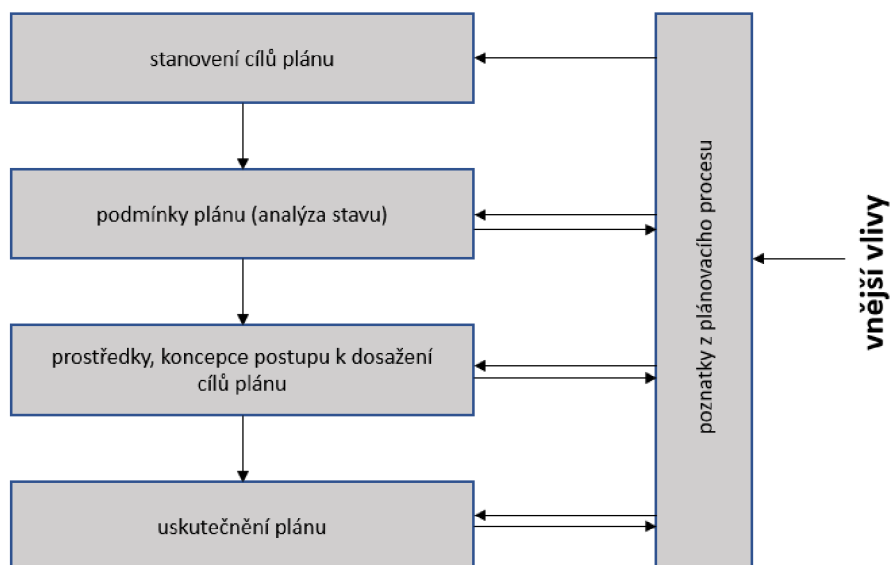 stanovení cílů plánu
podmínky plánu (analýza stavu)
prostředky, koncepce postupu k dosažení
cílů plánu
uskutečnění plánu
poznatky z plánovacího procesu
vnější vlivy